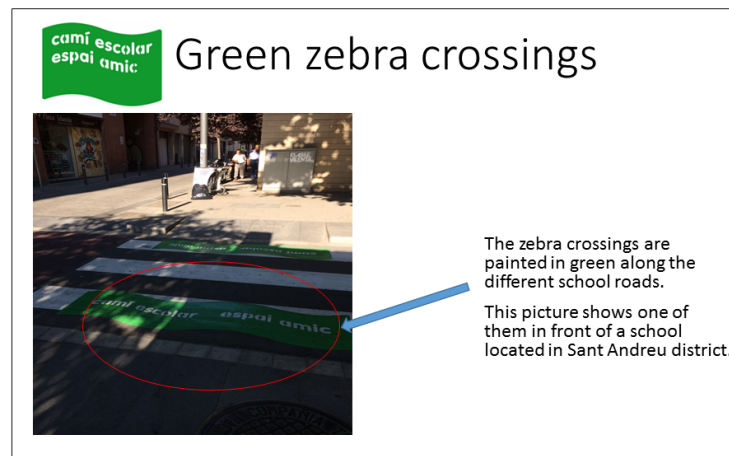 camí escolar
espai amic
Green zebra crossings
camí escolar espai amic
The zebra crossings are
painted in green along the
different school roads.
This picture shows one of
them in front of a school
located in Sant Andreu district.